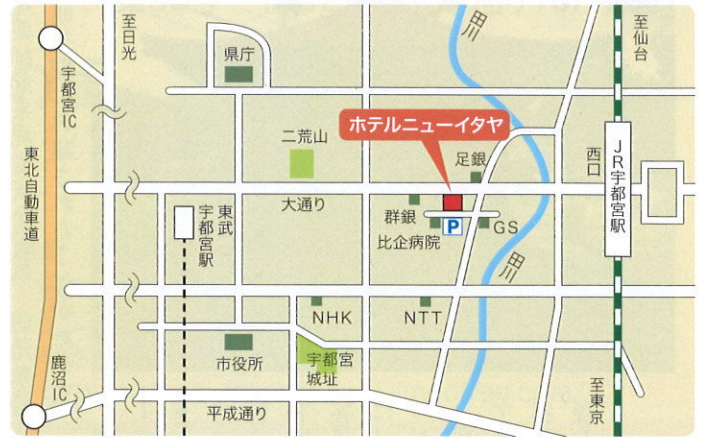 至日光
至仙台
田川
県庁
宇都宮IC
ホテルニューイタヤ
二荒山
足銀
西口
JR宇都宮駅
東北自動車道
大通り
東武
宇都宮駅
群銀
P
GS
比企病院
田川
NHK
NTT
鹿沼IC
市役所
宇都宮
城址
至東京
平成通り